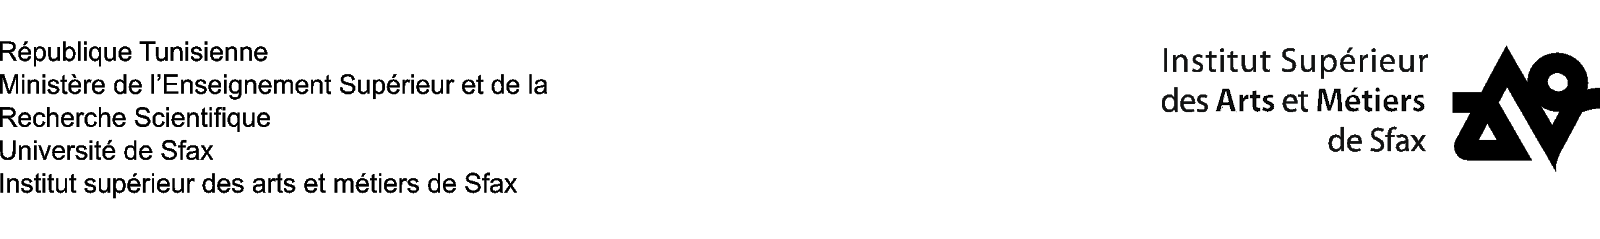 République Tunisienne
Ministère de l’Enseignement Supérieur et de la
Recherche Scientifique
Université de Sfax
Institut supérieur des arts et métiers de Sfax
Institut Supérieur
des Arts et Métiers
de Sfax